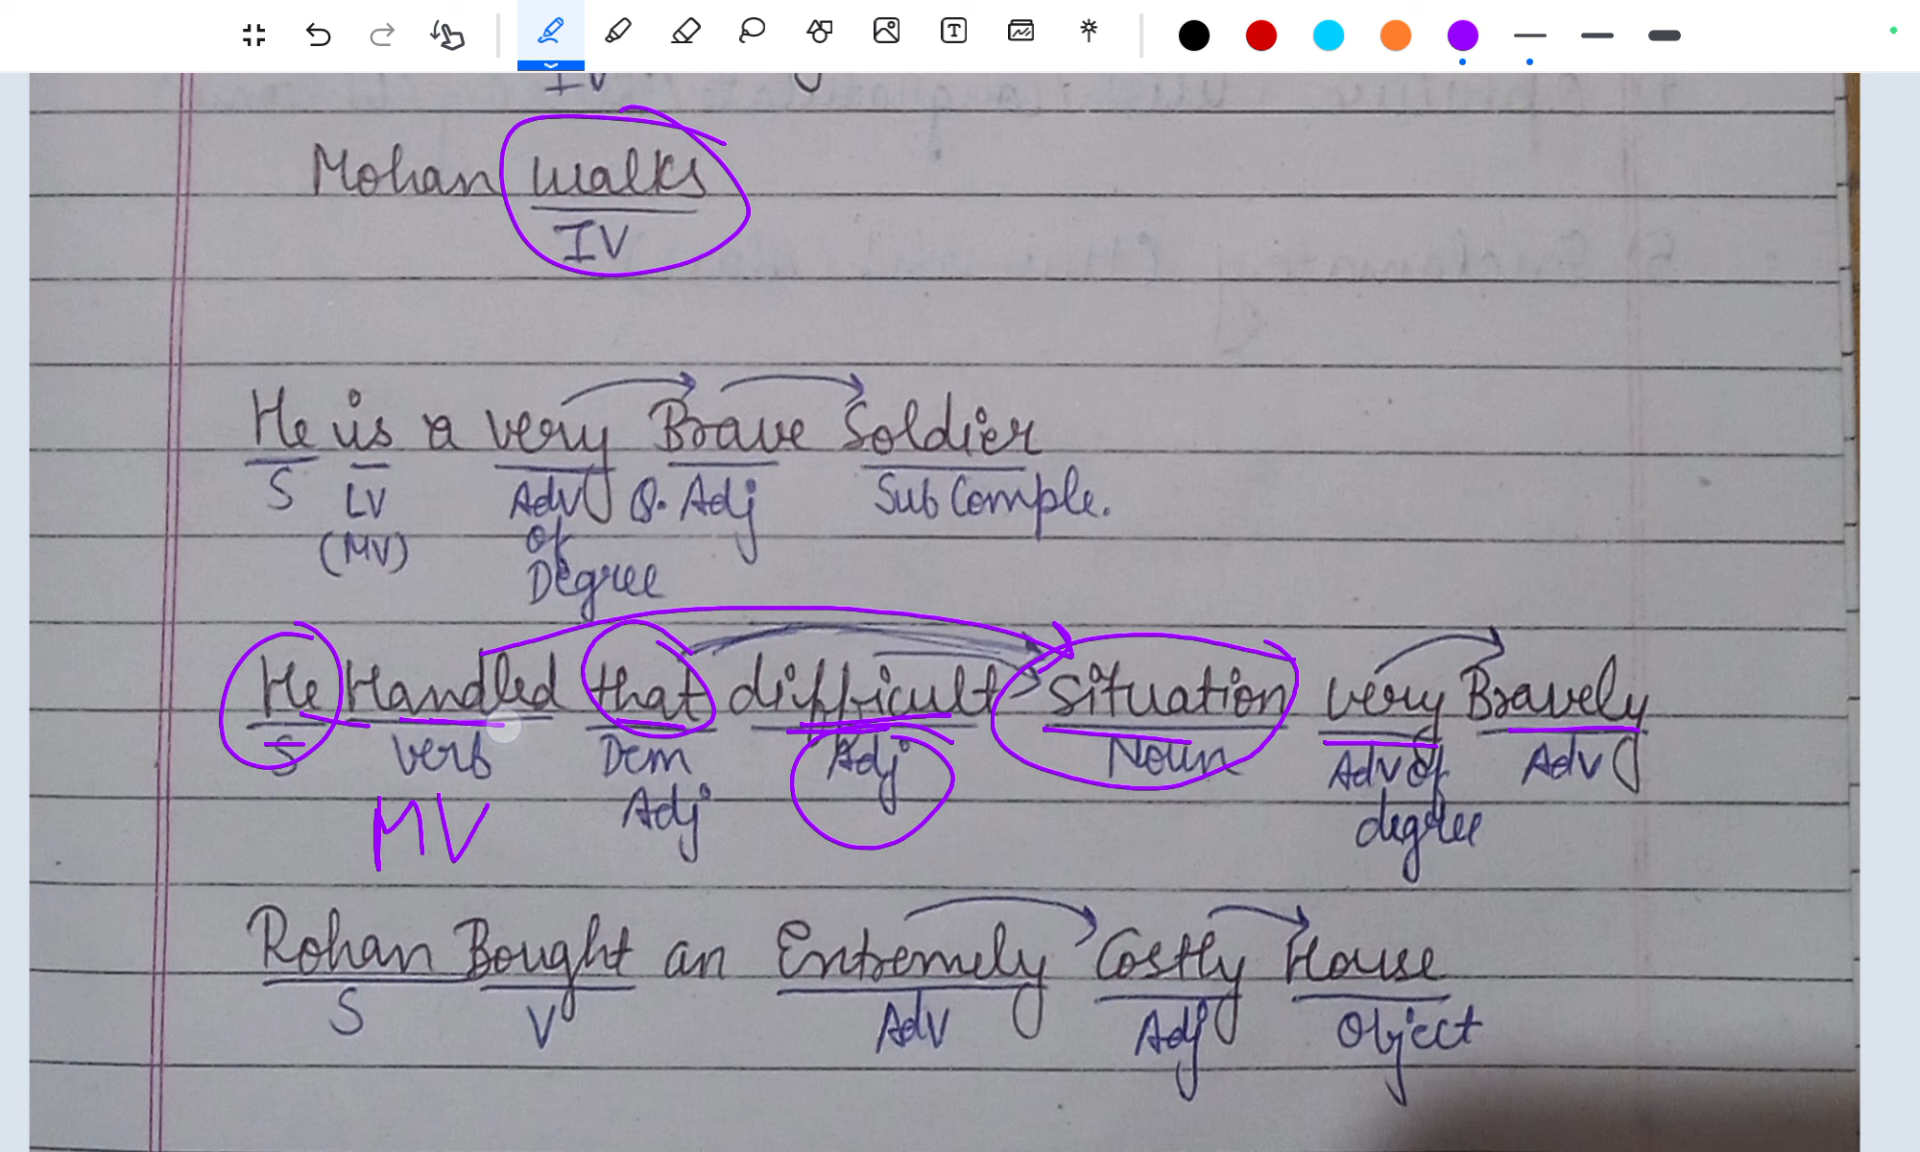 IV
Mohan walks
IV
He is a very Brave Soldier
S LV Adv Q. Adj Sub Comple.
(MV) of
Degree
He Handled that difficult Situation very Bravely
S Verb Dem Adj Noun Adv of Adv
MV Adj degree
Rohan Bought an Extremely Costly House
S V Adv Adj Object